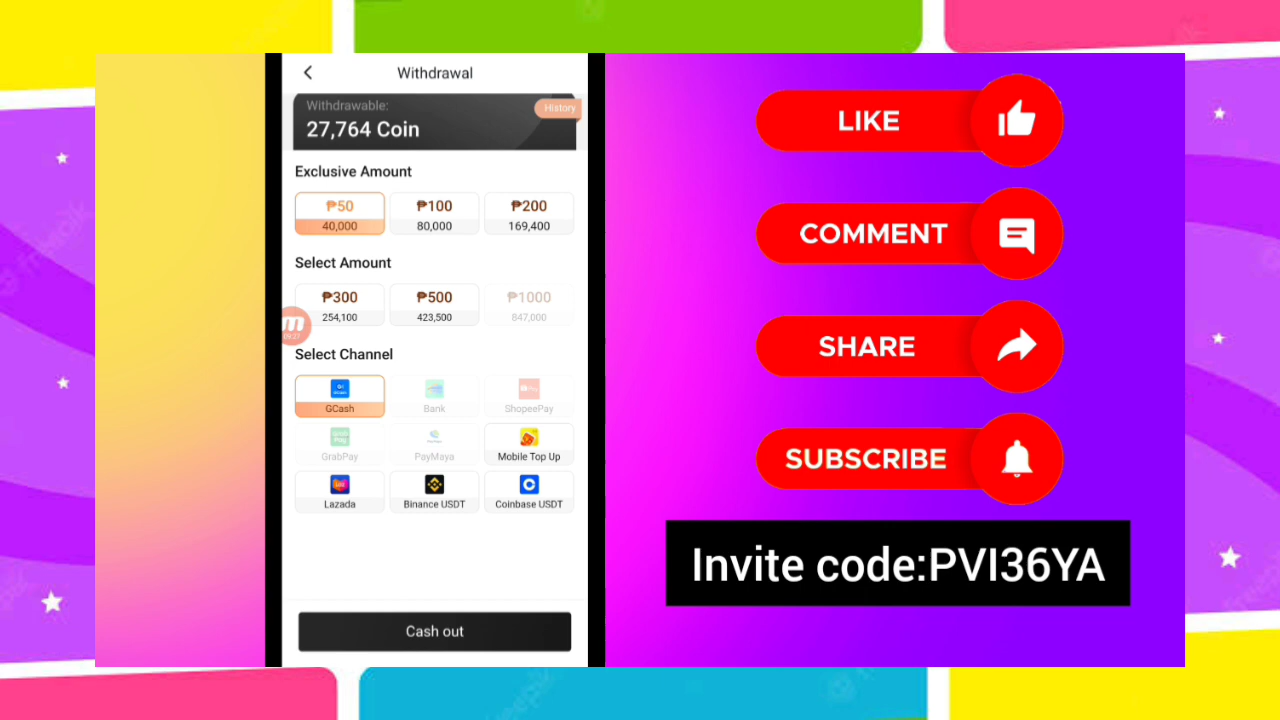 Withdrawal
Withdrawable:
History
27,764 Coin
Exclusive Amount
₱50
₱100
₱200
40,000
80,000
169,400
Select Amount
₱300
₱500
₱1000
254,100
423,500
847,000
m
09:27
Select Channel
GCash
Bank
ShopeePay
GrabPay
PayMaya
Mobile Top Up
Lazada
Binance USDT
Coinbase USDT
Cash out
LIKE
COMMENT
SHARE
SUBSCRIBE
Invite code:PVI36YA